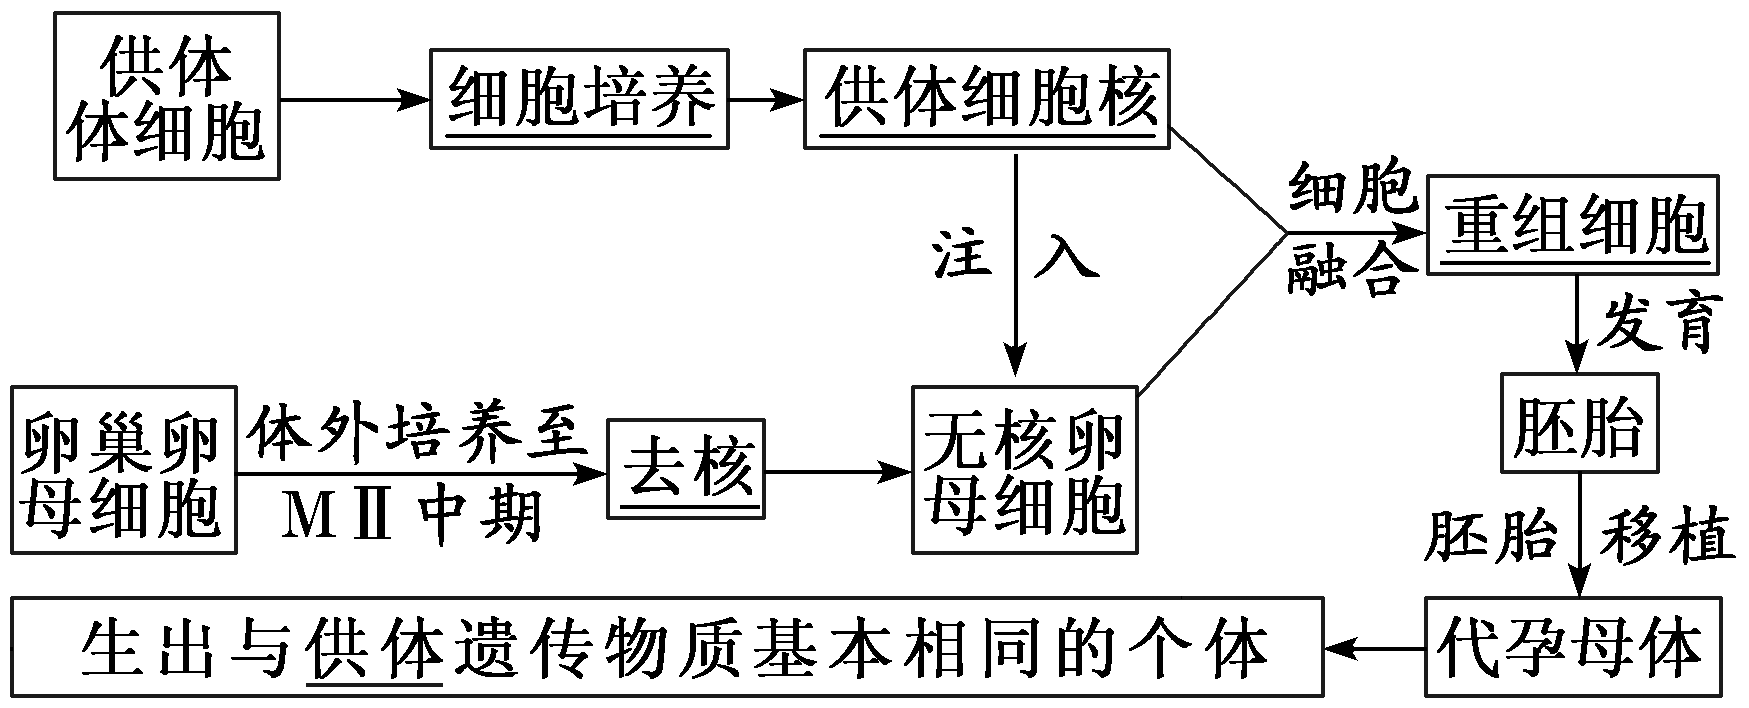 供体
体细胞
细胞培养
供体细胞核
注入
细胞
融合
重组细胞
发育
胚胎
卵巢卵
母细胞
体外培养至
MⅡ中期
去核
无核卵
母细胞
胚胎移植
代孕母体
生出与供体遗传物质基本相同的个体